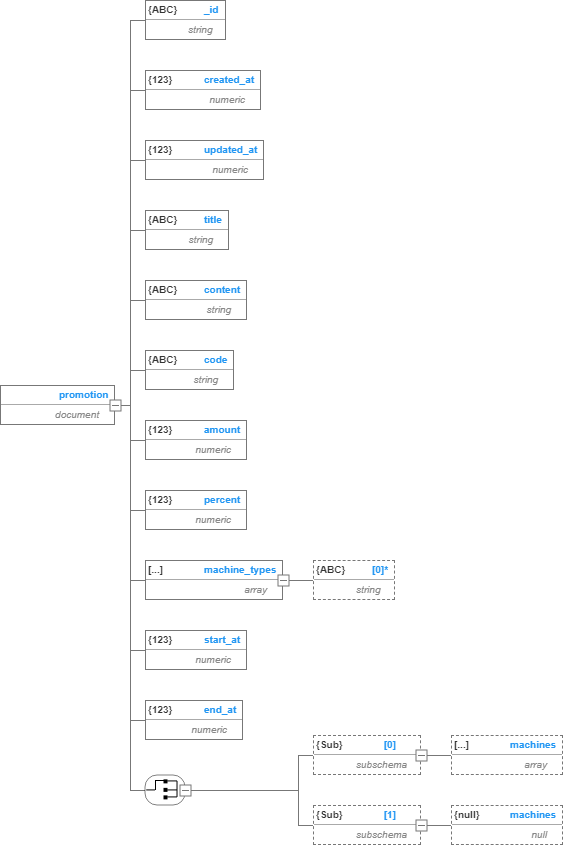 {ABC} _id
string
{123} created_at
numeric
{123} updated_at
numeric
{ABC} title
string
{ABC} content
string
{ABC} code
string
promotion
document
{123} amount
numeric
{123} percent
numeric
[...] machine_types
array
{ABC} [0]*
string
{123} start_at
numeric
{123} end_at
numeric
{Sub} [0]
subschema
[...] machines
array
{Sub} [1]
subschema
{null} machines
null